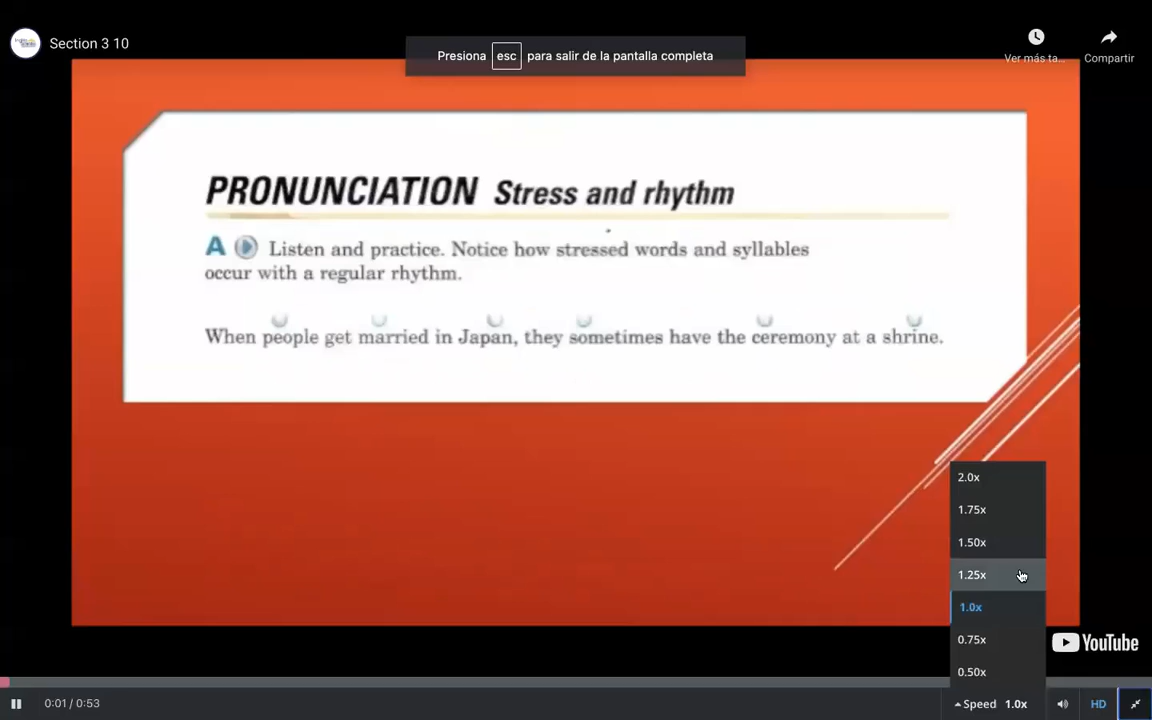 Section 3 10
Presiona esc para salir de la pantalla completa
Ver más ta...
Compartir
PRONUNCIATION Stress and rhythm
A Listen and practice. Notice how stressed words and syllables
occur with a regular rhythm.
When people get married in Japan, they sometimes have the ceremony at a shrine.
2.0x
1.75x
1.50x
1.25x
1.0x
0.75x
0.50x
YouTube
0:01 / 0:53
Speed 1.0x
HD